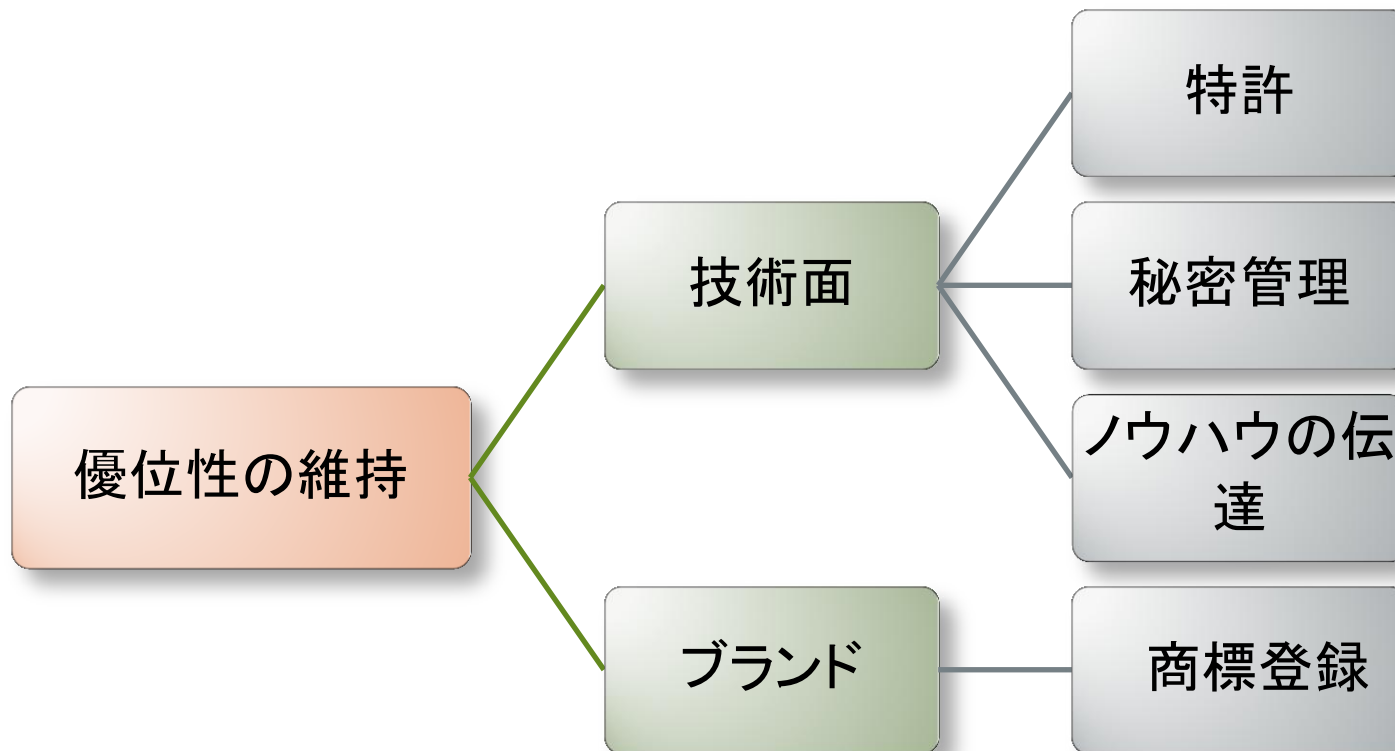 特許
技術面
秘密管理
優位性の維持
ノウハウの伝
達
ブランド
商標登録